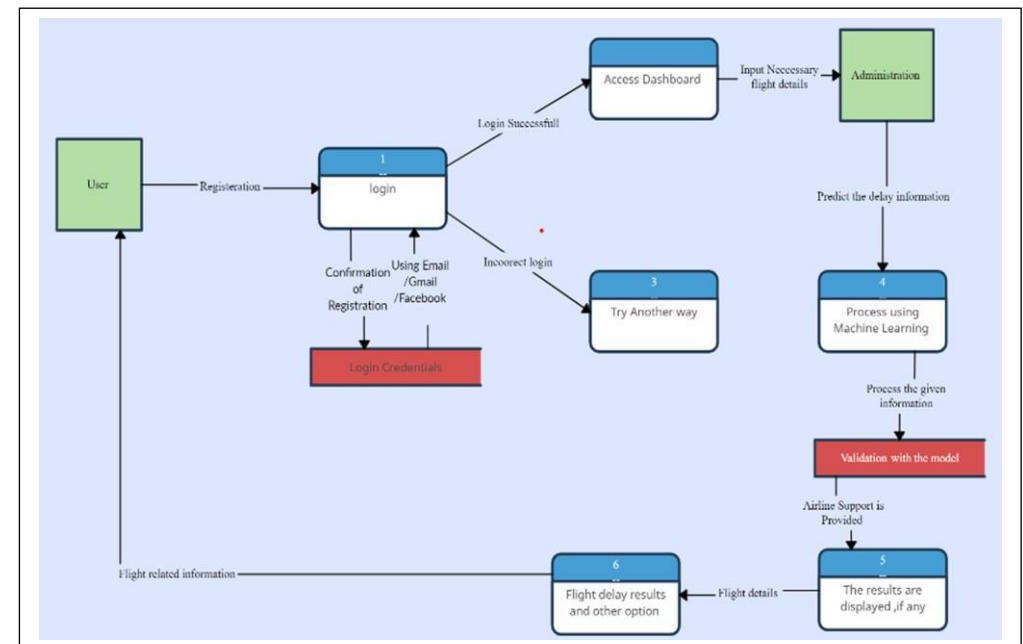 Access Dashboard
Input Neccessary
flight details
Administration
Login Successfull
User
Registeration
1
login
Predict the delay information
Incoorect login
Confirmation
of
Registration
Using Email
/Gmail
/Facebook
3
Try Another way
4
Process using
Machine Learning
Login Credentials
Process the given
information
Validation with the model
Airline Support is
Provided
5
The results are
displayed ,if any
Flight details
6
Flight delay results
and other option
Flight related information